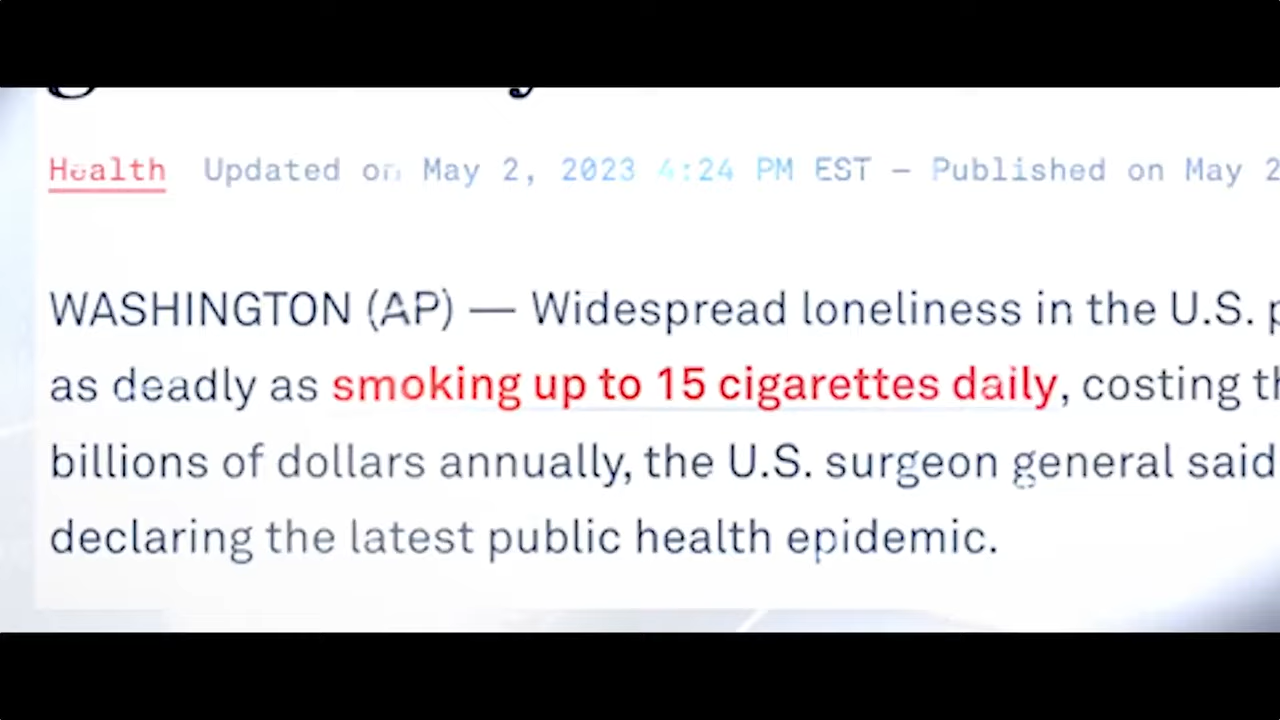 Health Updated on May 2, 2023 4:24 PM EST — Published on May 2
WASHINGTON (AP) — Widespread loneliness in the U.S.
as deadly as smoking up to 15 cigarettes daily, costing
billions of dollars annually, the U.S. surgeon general said
declaring the latest public health epidemic.